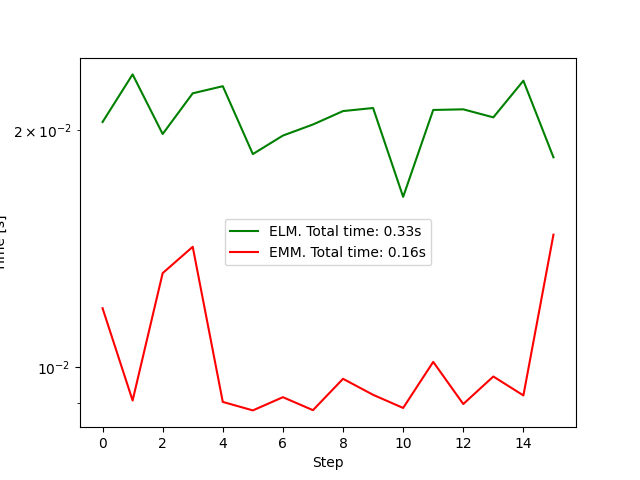 2 × 10⁻²
10⁻²
Time [s]
ELM. Total time: 0.33s
EMM. Total time: 0.16s
0 2 4 6 8 10 12 14
Step